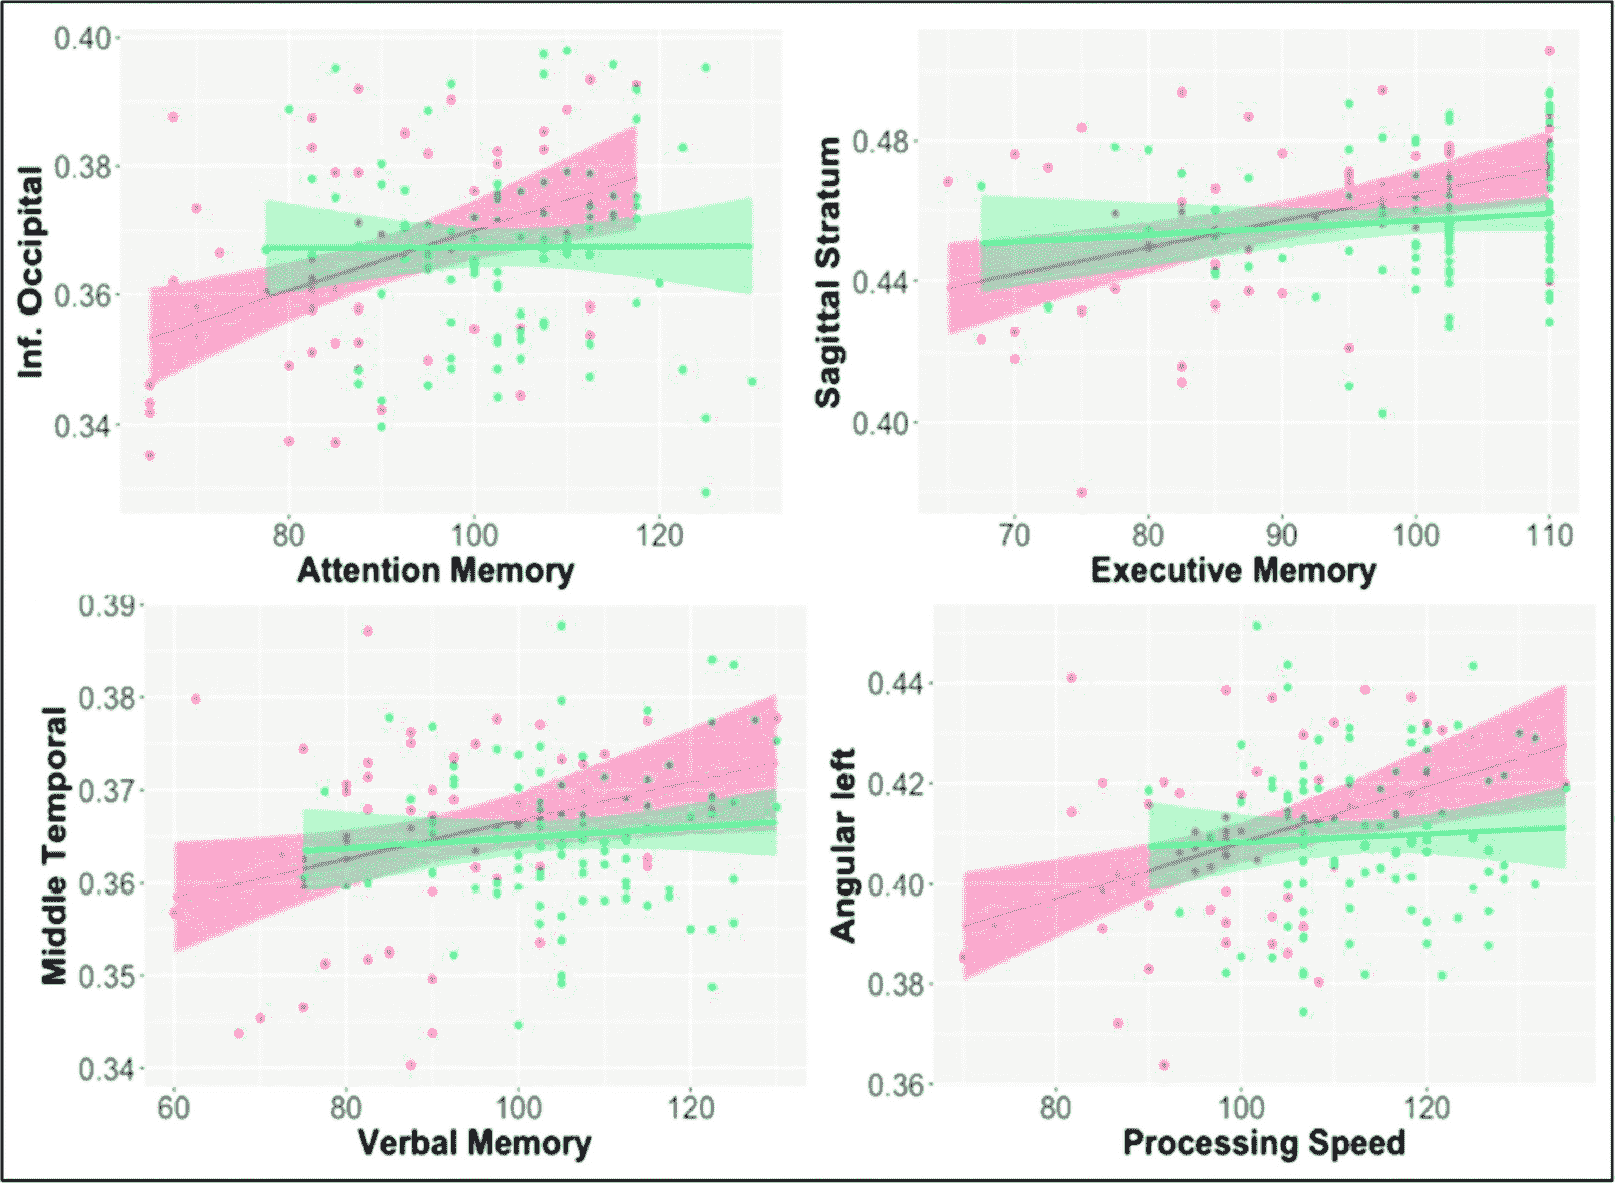 0.40
0.38
0.36
0.34
Inf. Occipital
80 100 120
Attention Memory
0.48
0.44
0.40
Sagittal Stratum
70 80 90 100 110
Executive Memory
0.39
0.38
0.37
0.36
0.35
0.34
Middle Temporal
60 80 100 120
Verbal Memory
0.44
0.42
0.40
0.38
0.36
Angular left
80 100 120
Processing Speed